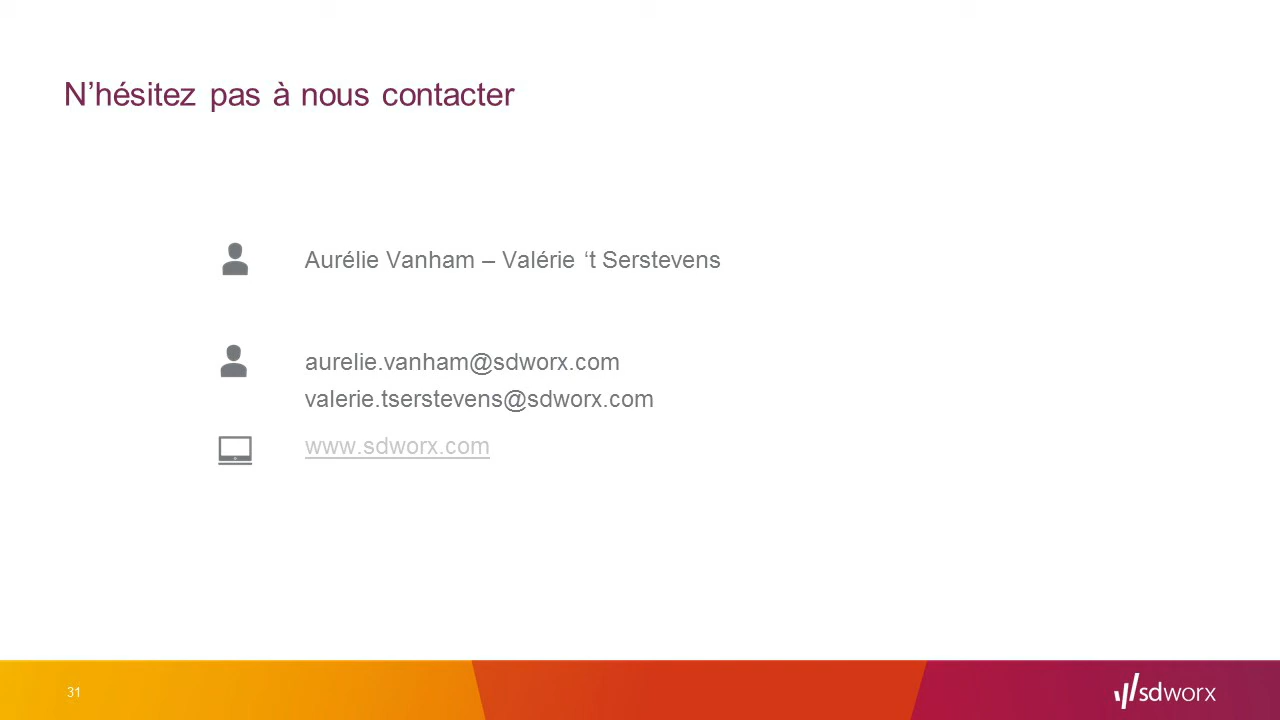 N’hésitez pas à nous contacter
Aurélie Vanham – Valérie ‘t Serstevens
aurelie.vanham@sdworx.com
valerie.tserstevens@sdworx.com
www.sdworx.com
31
sdworx